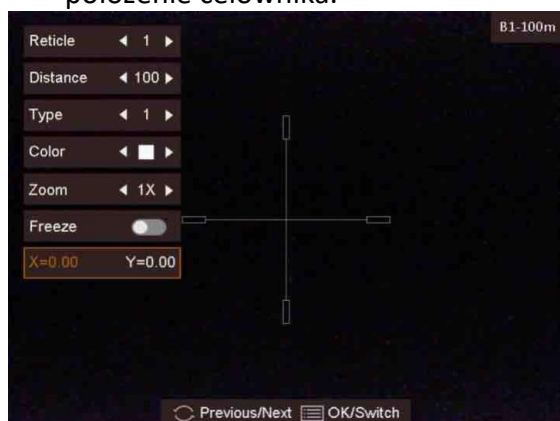 położenie celownika.
B1-100m
Reticle 1
Distance 100
Type 1
Color
Zoom 1X
Freeze
X=0.00 Y=0.00
Previous/Next OK/Switch